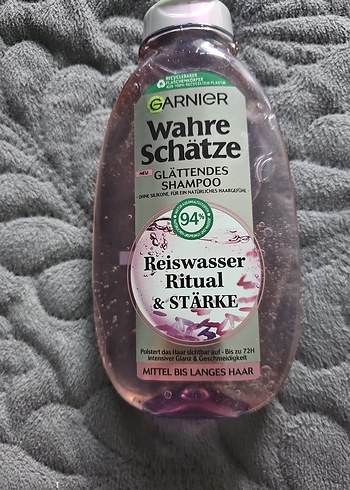 RECYCELBARER
FLASCHENKÖRPER
AUS 100% RECYCELTEM PLASTIK
GARNIER
Wahre
SCHÄTZE
NEU
GLÄTTENDES
SHAMPOO
- OHNE SILIKONE, FÜR EIN NATÜRLICHES HAARGEFÜHL -
94%
Reiswasser
Ritual
& STÄRKE
Polstert das Haar sichtbar auf - Bis zu 72H
intensiver Glanz & Geschmeidigkeit
MITTEL BIS LANGES HAAR